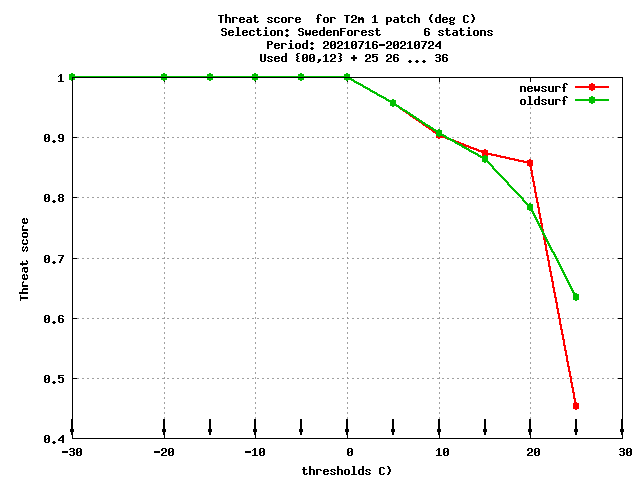 Threat score  for T2m 1 patch (deg C)
Selection: SwedenForest      6 stations
Period: 20210716-20210724
Used {00,12} + 25 26 ... 36
newsurf
oldsurf
Threat score
1
0.9
0.8
0.7
0.6
0.5
0.4
-30 -20 -10 0 10 20 30
thresholds C)